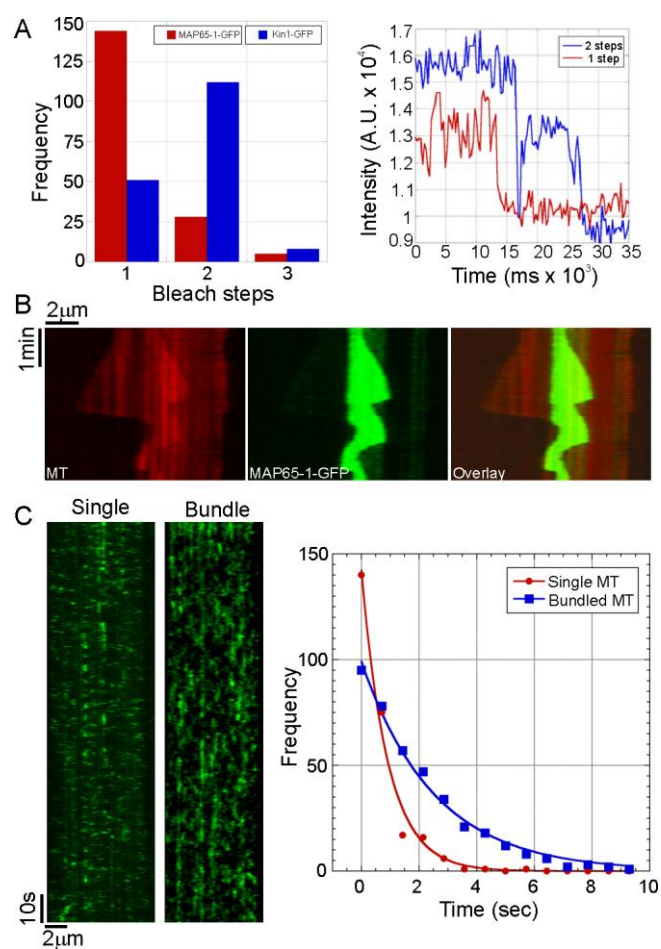 A
150
125
100
75
50
25
0
Frequency
MAP65-1-GFP
Kin1-GFP
1 2 3
Bleach steps
1.7
1.6
1.5
1.4
1.3
1.2
1.1
1
0.9
Intensity (A.U. x 10⁴)
2 steps
1 step
0 5 10 15 20 25 30 35
Time (ms x 10³)
B
2μm
1min
MT
MAP65-1-GFP
Overlay
C
Single
Bundle
10s
2μm
150
100
50
0
Frequency
Single MT
Bundled MT
0 2 4 6 8 10
Time (sec)